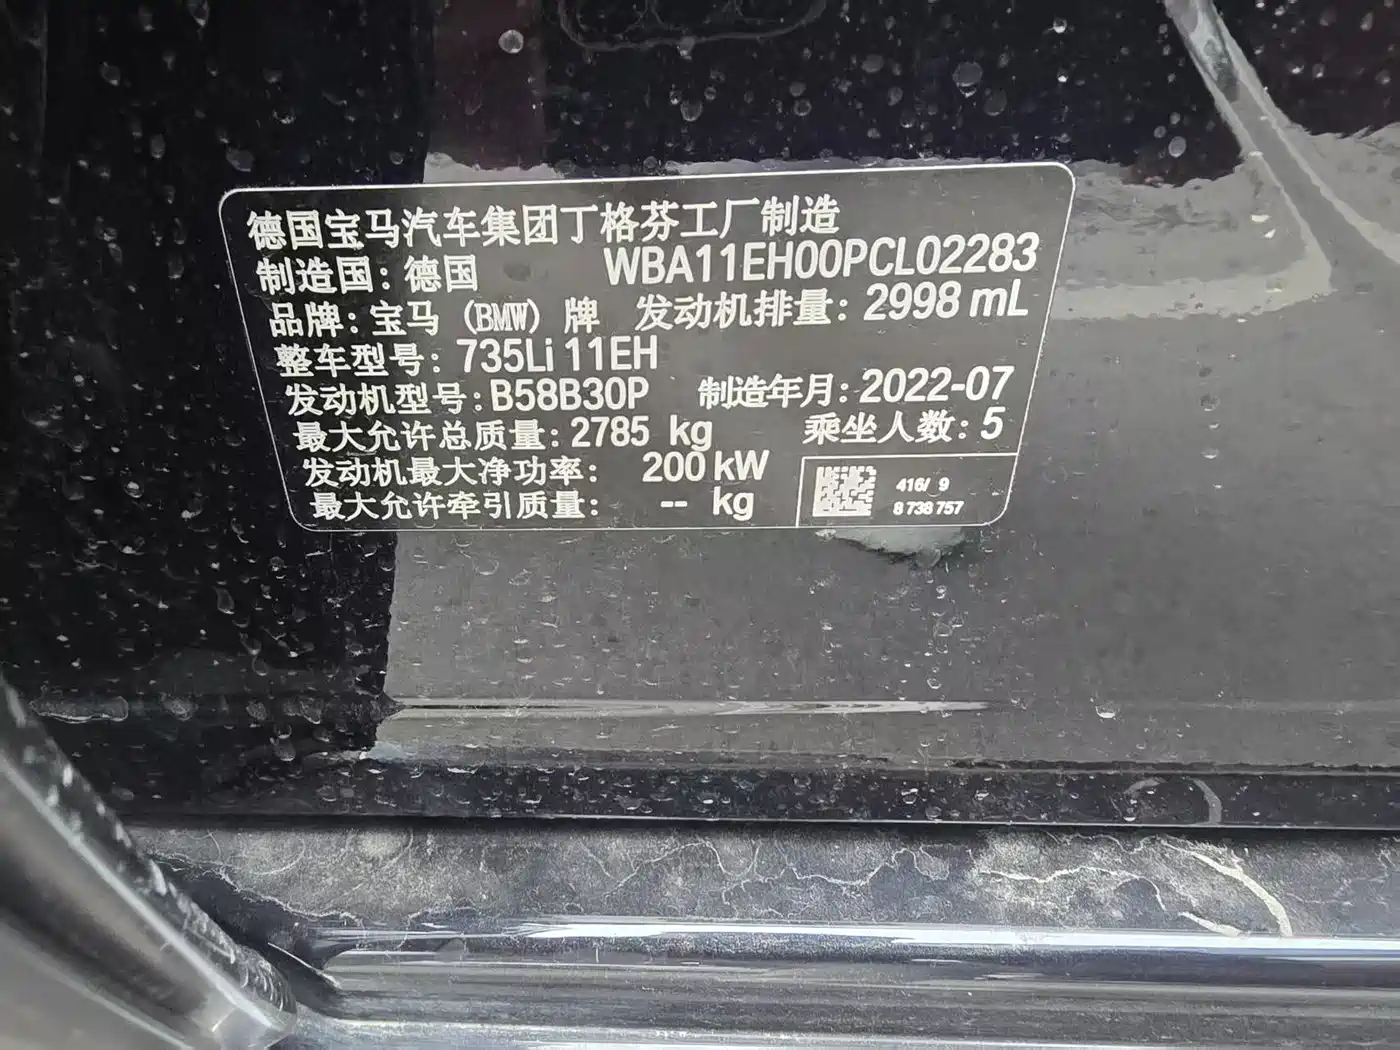 德国宝马汽车集团丁格芬工厂制造
制造国：德国 WBA11EH00PCL02283
品牌：宝马（BMW）牌 发动机排量：2998 mL
整车型号：735Li 11EH
发动机型号：B58B30P 制造年月：2022-07
最大允许总质量：2785 kg 乘坐人数：5
发动机最大净功率： 200 kW
最大允许牵引质量： -- kg
416/ 9
8 738 757